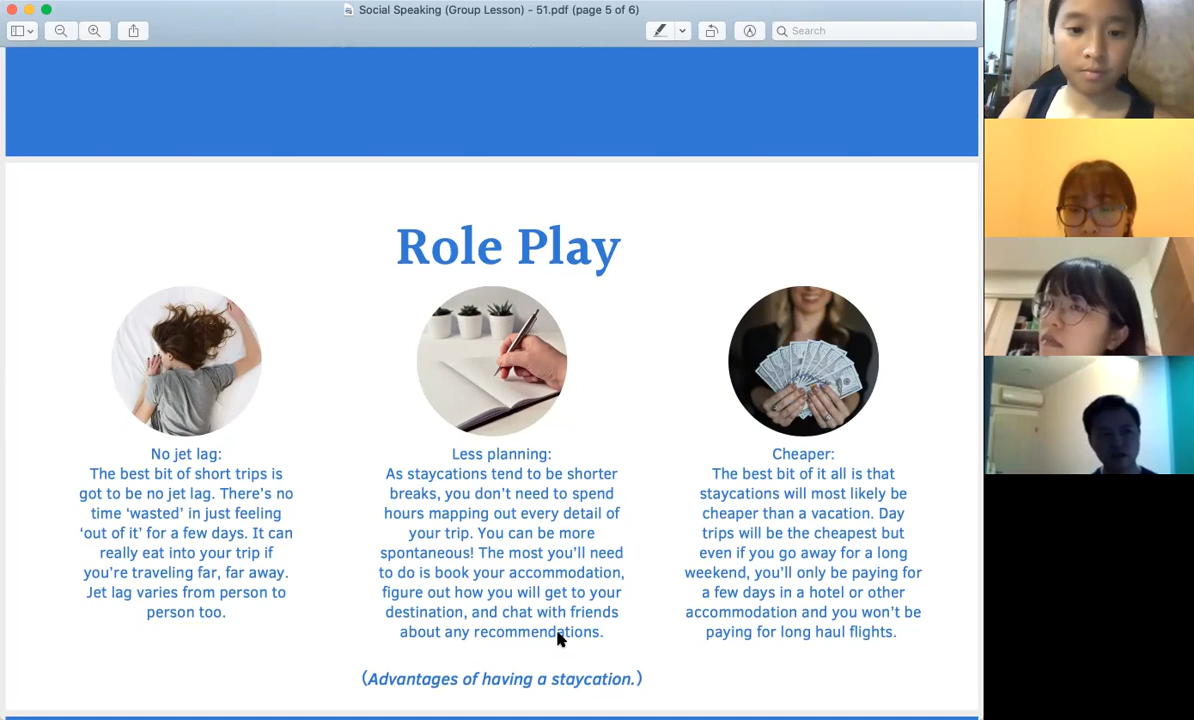 Social Speaking (Group Lesson) - 51.pdf (page 5 of 6)
Search
Role Play
No jet lag:
The best bit of short trips is
got to be no jet lag. There's no
time ‘wasted’ in just feeling
‘out of it’ for a few days. It can
really eat into your trip if
you're traveling far, far away.
Jet lag varies from person to
person too.
Less planning:
As staycations tend to be shorter
breaks, you don't need to spend
hours mapping out every detail of
your trip. You can be more
spontaneous! The most you'll need
to do is book your accommodation,
figure out how you will get to your
destination, and chat with friends
about any recommendations.
Cheaper:
The best bit of it all is that
staycations will most likely be
cheaper than a vacation. Day
trips will be the cheapest but
even if you go away for a long
weekend, you'll only be paying for
a few days in a hotel or other
accommodation and you won't be
paying for long haul flights.
(Advantages of having a staycation.)